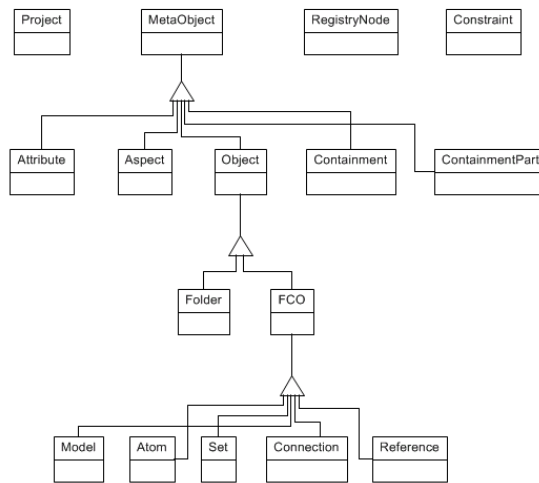 Project
MetaObject
RegistryNode
Constraint
Attribute
Aspect
Object
Containment
ContainmentPart
Folder
FCO
Model
Atom
Set
Connection
Reference